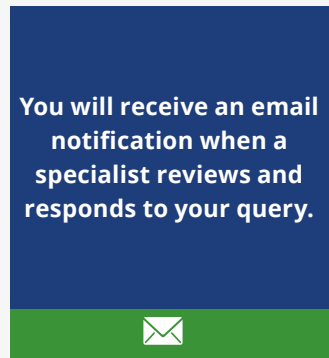 You will receive an email
notification when a
specialist reviews and
responds to your query.